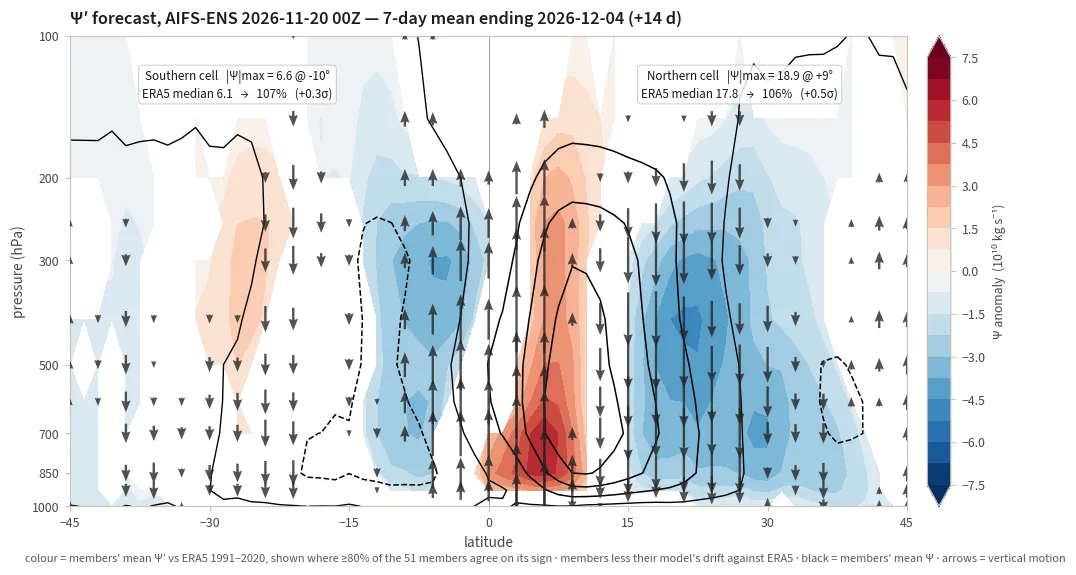 Ψ′ forecast, AIFS-ENS 2026-11-20 00Z — 7-day mean ending 2026-12-04 (+14 d)
Southern cell |Ψ|max = 6.6 @ -10°
ERA5 median 6.1 → 107% (+0.3σ)
Northern cell |Ψ|max = 18.9 @ +9°
ERA5 median 17.8 → 106% (+0.5σ)
pressure (hPa)
100
200
300
500
700
850
1000
−45
−30
−15
0
15
30
45
latitude
7.5
6.0
4.5
3.0
1.5
0.0
−1.5
−3.0
−4.5
−6.0
−7.5
Ψ anomaly (10¹⁰ kg s⁻¹)
colour = members' mean Ψ′ vs ERA5 1991–2020, shown where ≥80% of the 51 members agree on its sign · members less their model's drift against ERA5 · black = members' mean Ψ · arrows = vertical motion